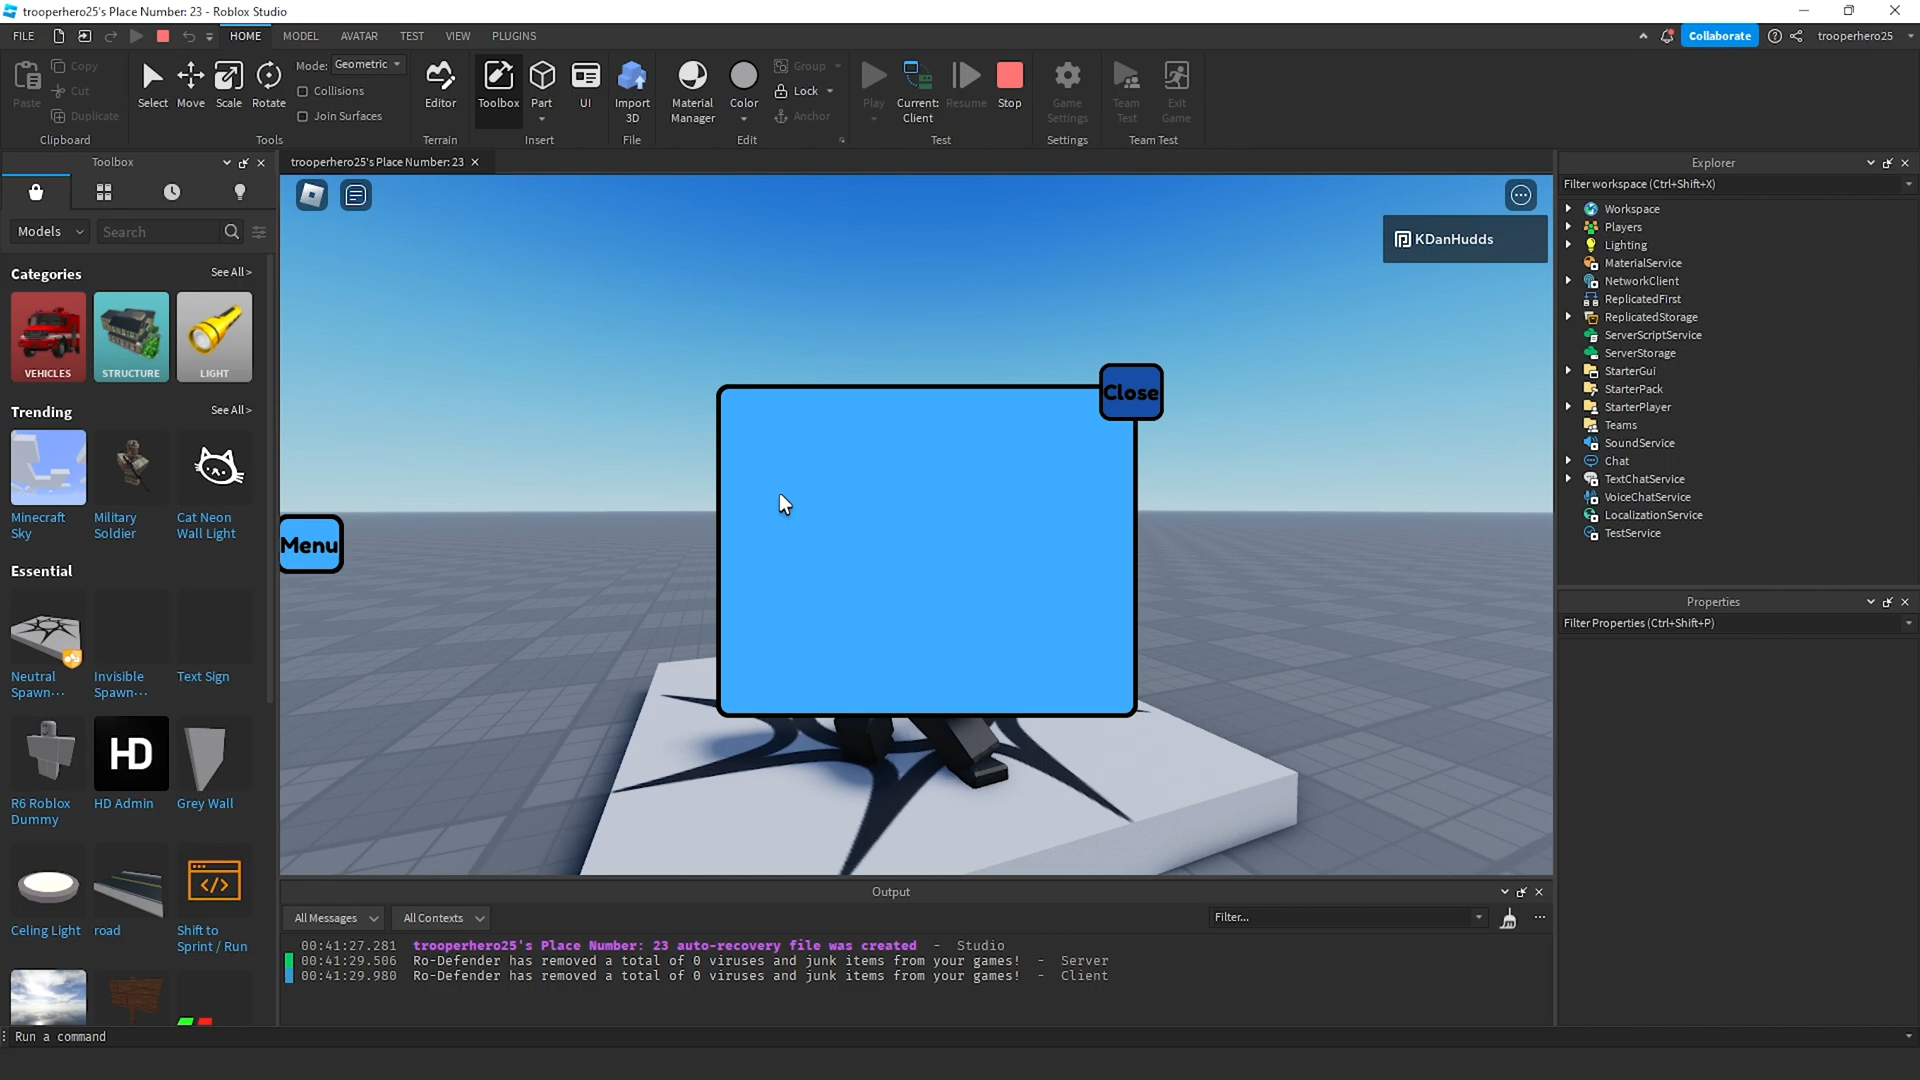 trooperhero25's Place Number: 23 - Roblox Studio
FILE HOME MODEL AVATAR TEST VIEW PLUGINS Collaborate trooperhero25
Paste Copy Cut Duplicate Clipboard
Select Move Scale Rotate Mode: Geometric Collisions Join Surfaces Tools
Editor Terrain
Toolbox Part UI Insert
Import 3D File
Material Manager Color Group Lock Anchor Edit
Play Current: Client Resume Stop Test
Game Settings Settings
Team Test Exit Game Team Test
Toolbox
Models Search
Categories See All >
VEHICLES STRUCTURE LIGHT
Trending See All >
Minecraft Sky
Military Soldier
Cat Neon Wall Light
Essential
Neutral Spawn...
Invisible Spawn...
Text Sign
R6 Roblox Dummy
HD
HD Admin
Grey Wall
Celing Light
road
Shift to Sprint / Run
trooperhero25's Place Number: 23
KDanHudds
Close
Menu
Output
All Messages All Contexts Filter...
00:41:27.281 trooperhero25's Place Number: 23 auto-recovery file was created - Studio
00:41:29.506 Ro-Defender has removed a total of 0 viruses and junk items from your games! - Server
00:41:29.980 Ro-Defender has removed a total of 0 viruses and junk items from your games! - Client
Run a command
Explorer
Filter workspace (Ctrl+Shift+X)
Workspace
Players
Lighting
MaterialService
NetworkClient
ReplicatedFirst
ReplicatedStorage
ServerScriptService
ServerStorage
StarterGui
StarterPack
StarterPlayer
Teams
SoundService
Chat
TextChatService
VoiceChatService
LocalizationService
TestService
Properties
Filter Properties (Ctrl+Shift+P)